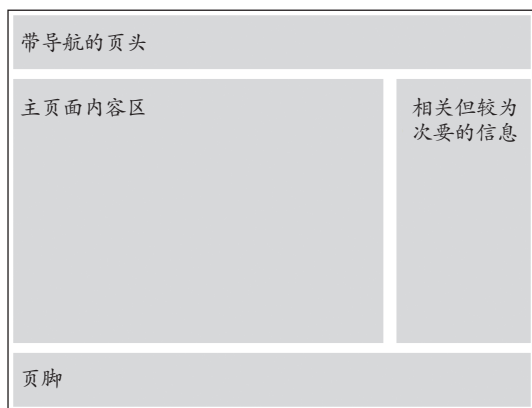 带导航的页头
主页面内容区
相关但较为
次要的信息
页脚